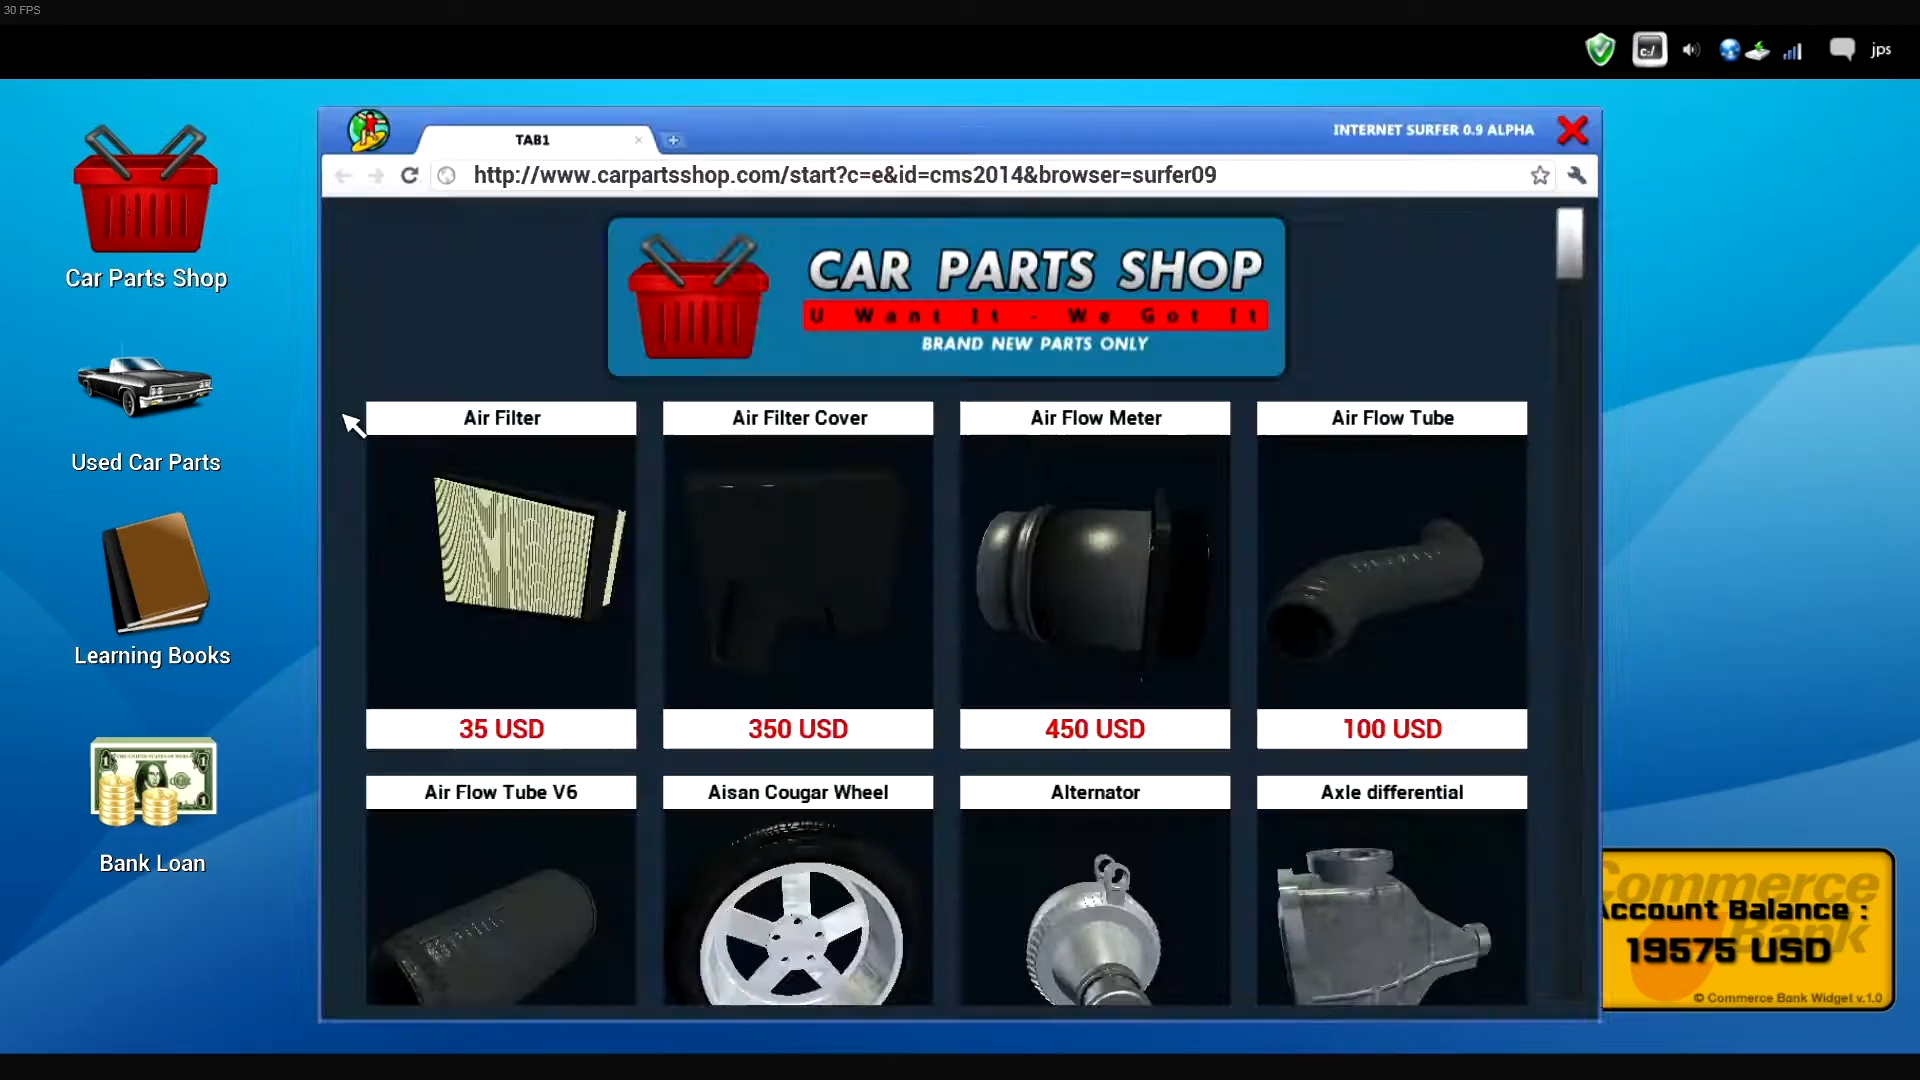 30 FPS
c:/
jps
TAB1
INTERNET SURFER 0.9 ALPHA
http://www.carpartsshop.com/start?c=e&id=cms2014&browser=surfer09
Car Parts Shop
CAR PARTS SHOP
U Want It - We Got It
BRAND NEW PARTS ONLY
Used Car Parts
Learning Books
Bank Loan
Air Filter
Air Filter Cover
Air Flow Meter
Air Flow Tube
35 USD
350 USD
450 USD
100 USD
Air Flow Tube V6
Aisan Cougar Wheel
Alternator
Axle differential
Commerce
Bank
Account Balance :
19575 USD
© Commerce Bank Widget v.1.0